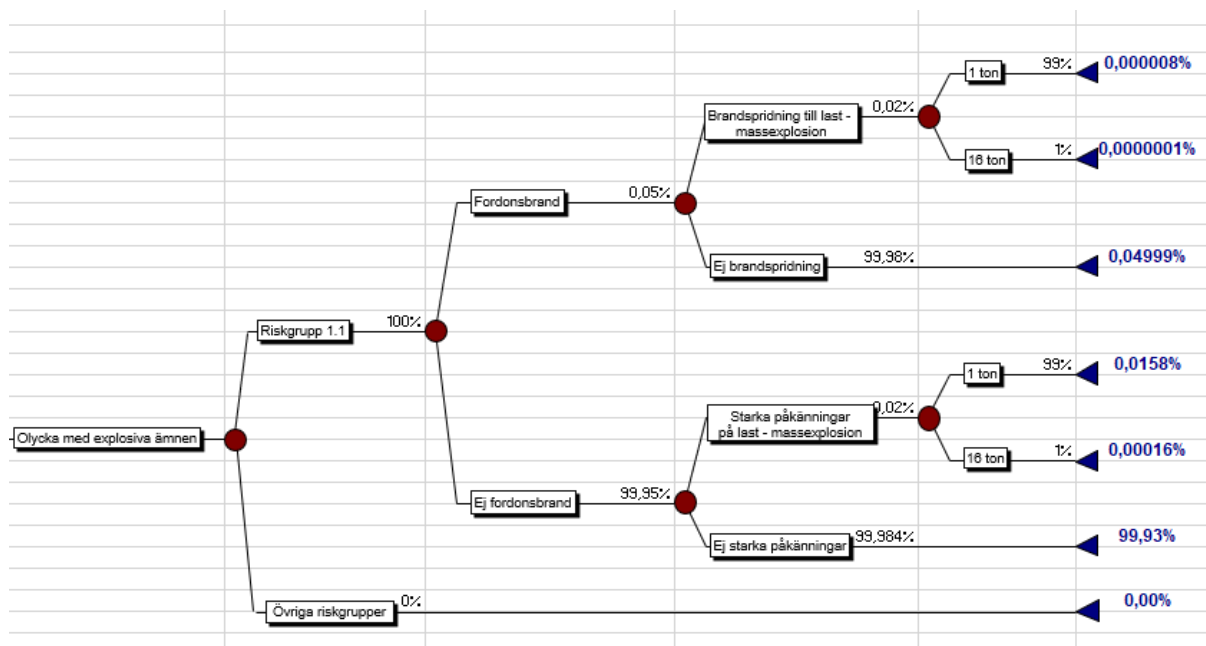 1 ton
99%
0,000008%
Brandspridning till last -
massexplosion
0,02%
16 ton
1%
0,0000001%
Fordonsbrand
0,05%
Ej brandspridning
99,98%
0,04999%
Riskgrupp 1.1
100%
1 ton
99%
0,0158%
Starka påkänningar
på last - massexplosion
0,02%
Olycka med explosiva ämnen
16 ton
1%
0,00016%
Ej fordonsbrand
99,95%
Ej starka påkänningar
99,984%
99,93%
Övriga riskgrupper
0%
0,00%